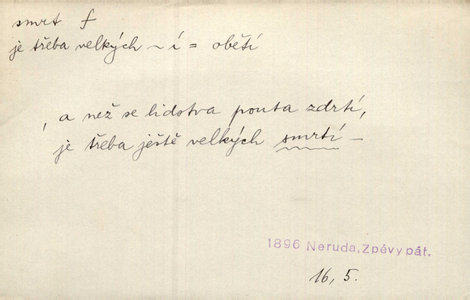 smrt f
je třeba velkých ~ í = obětí
, a než se lidstva pouta zdrtí,
je třeba ještě velkých smrtí –
1896 Neruda, Zpěvy pát.
16, 5.